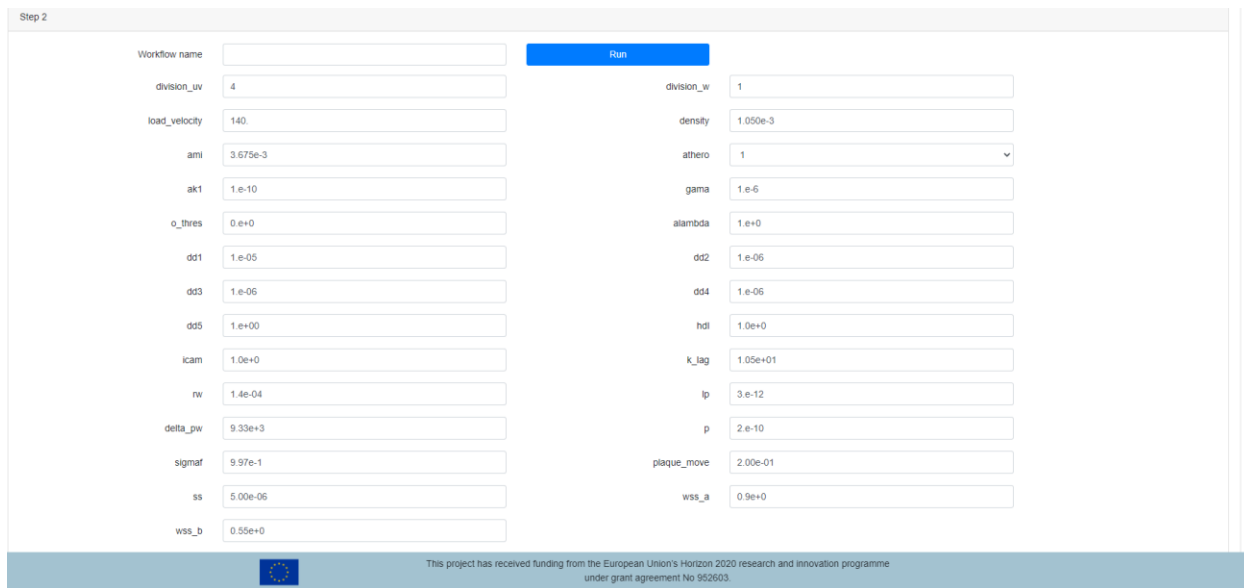 Step 2
Workflow name Run
division_uv 4 division_w 1
load_velocity 140. density 1.050e-3
ami 3.675e-3 athero 1
ak1 1.e-10 gama 1.e-6
o_thres 0.e+0 alambda 1.e+0
dd1 1.e-05 dd2 1.e-06
dd3 1.e-06 dd4 1.e-06
dd5 1.e+00 hdl 1.0e+0
icam 1.0e+0 k_lag 1.05e+01
rw 1.4e-04 lp 3.e-12
delta_pw 9.33e+3 p 2.e-10
sigmaf 9.97e-1 plaque_move 2.00e-01
ss 5.00e-06 wss_a 0.9e+0
wss_b 0.55e+0
This project has received funding from the European Union's Horizon 2020 research and innovation programme
under grant agreement No 952603.